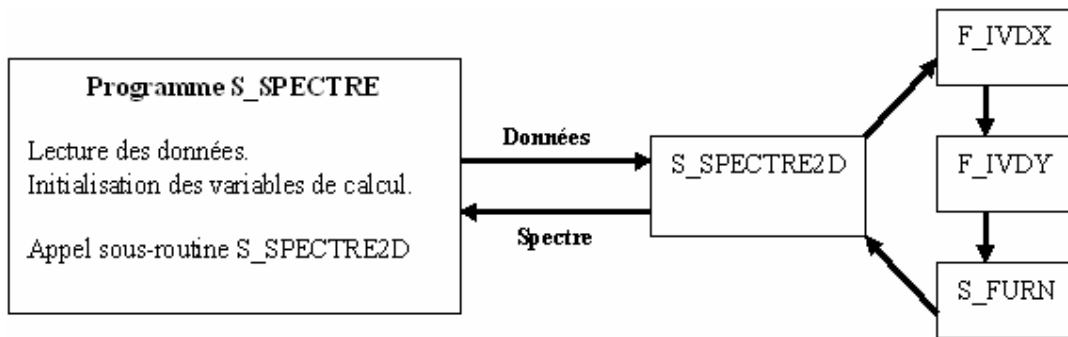 Programme S_SPECTRE
Lecture des données.
Initialisation des variables de calcul.
Appel sous-routine S_SPECTRE2D
Données
Spectre
S_SPECTRE2D
F_IVDX
F_IVDY
S_FURN